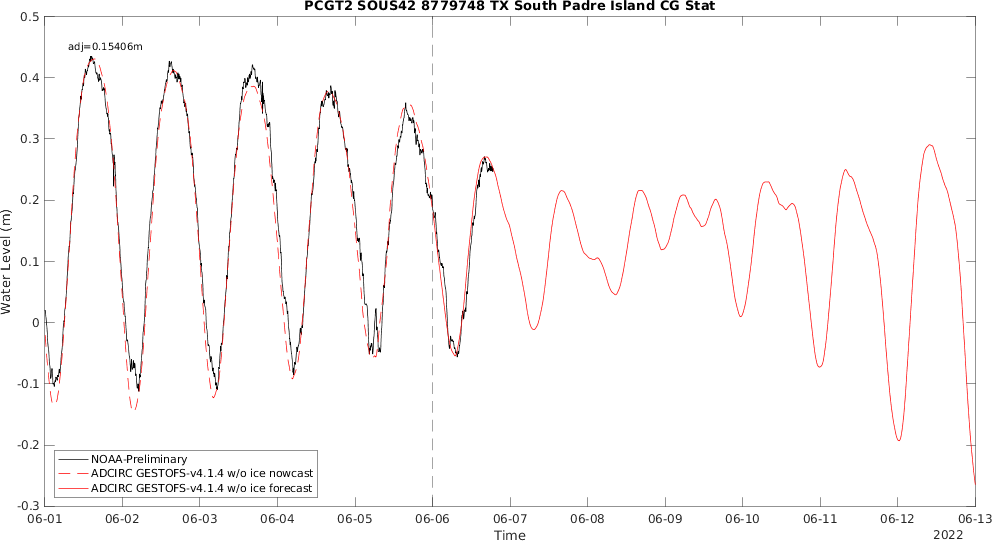 PCGT2 SOUS42 8779748 TX South Padre Island CG Stat
adj=0.15406m
Water Level (m)
0.5
0.4
0.3
0.2
0.1
0
-0.1
-0.2
-0.3
NOAA-Preliminary
ADCIRC GESTOFS-v4.1.4 w/o ice nowcast
ADCIRC GESTOFS-v4.1.4 w/o ice forecast
06-01 06-02 06-03 06-04 06-05 06-06 06-07 06-08 06-09 06-10 06-11 06-12 06-13
Time
2022